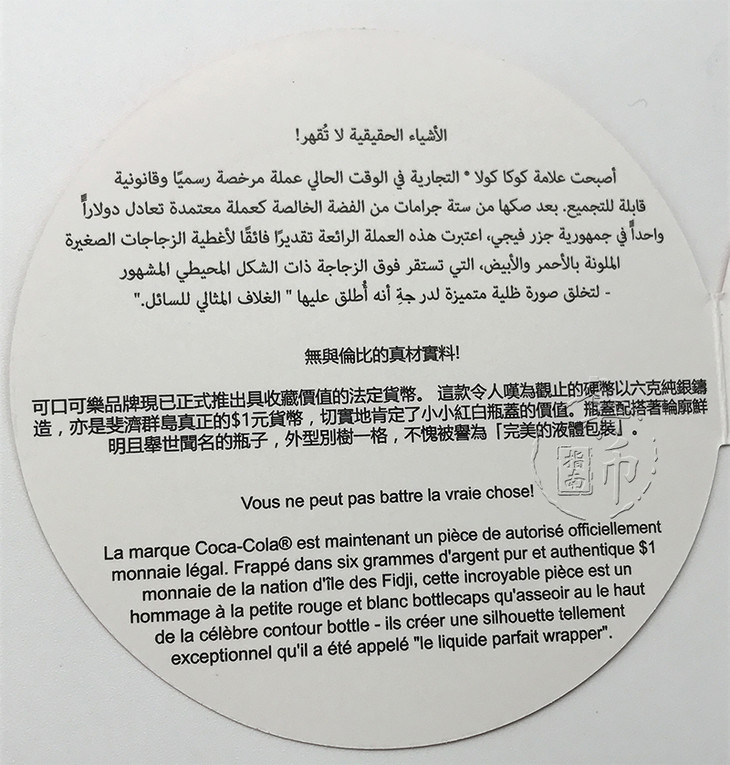 الأشياء الحقيقية لا تُقهر!
أصبحت علامة كوكا كولا ® التجارية في الوقت الحالي عملة مرخصة رسميًا وقانونية
قابلة للتجميع. بعد صكها من ستة جرامات من الفضة الخالصة كعملة معتمدة تعادل دولاراً
واحداً في جمهورية جزر فيجي، اعتبرت هذه العملة الرائعة تقديرًا فائقًا لأغطية الزجاجات الصغيرة
الملونة بالأحمر والأبيض، التي تستقر فوق الزجاجة ذات الشكل المحيطي المشهور
- لتخلق صورة ظلية متميزة لدرجة أنه أُطلق عليها " الغلاف المثالي للسائل."
無與倫比的真材實料!
可口可樂品牌現已正式推出具收藏價值的法定貨幣。 這款令人嘆為觀止的硬幣以六克純銀鑄
造，亦是斐濟群島真正的$1元貨幣，切實地肯定了小小紅白瓶蓋的價值。瓶蓋配搭著輪廓鮮
明且舉世聞名的瓶子，外型別樹一格，不愧被譽為「完美的液體包裝」。
Vous ne peut pas battre la vraie chose!
La marque Coca-Cola® est maintenant un pièce de autorisé officiellement
monnaie légal. Frappé dans six grammes d'argent pur et authentique $1
monnaie de la nation d'île des Fidji, cette incroyable pièce est un
hommage à la petite rouge et blanc bottlecaps qu'asseoir au le haut
de la célèbre contour bottle - ils créer une silhouette tellement
exceptionnel qu'il a été appelé "le liquide parfait wrapper".
指南
币